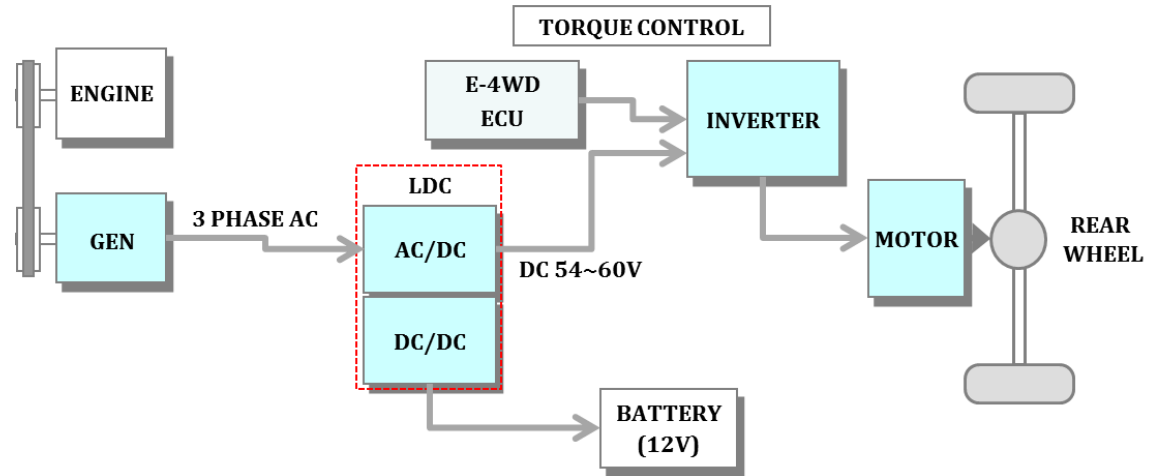 TORQUE CONTROL
ENGINE
E-4WD
ECU
INVERTER
LDC
GEN
3 PHASE AC
AC/DC
DC 54~60V
MOTOR
REAR
WHEEL
DC/DC
BATTERY
(12V)